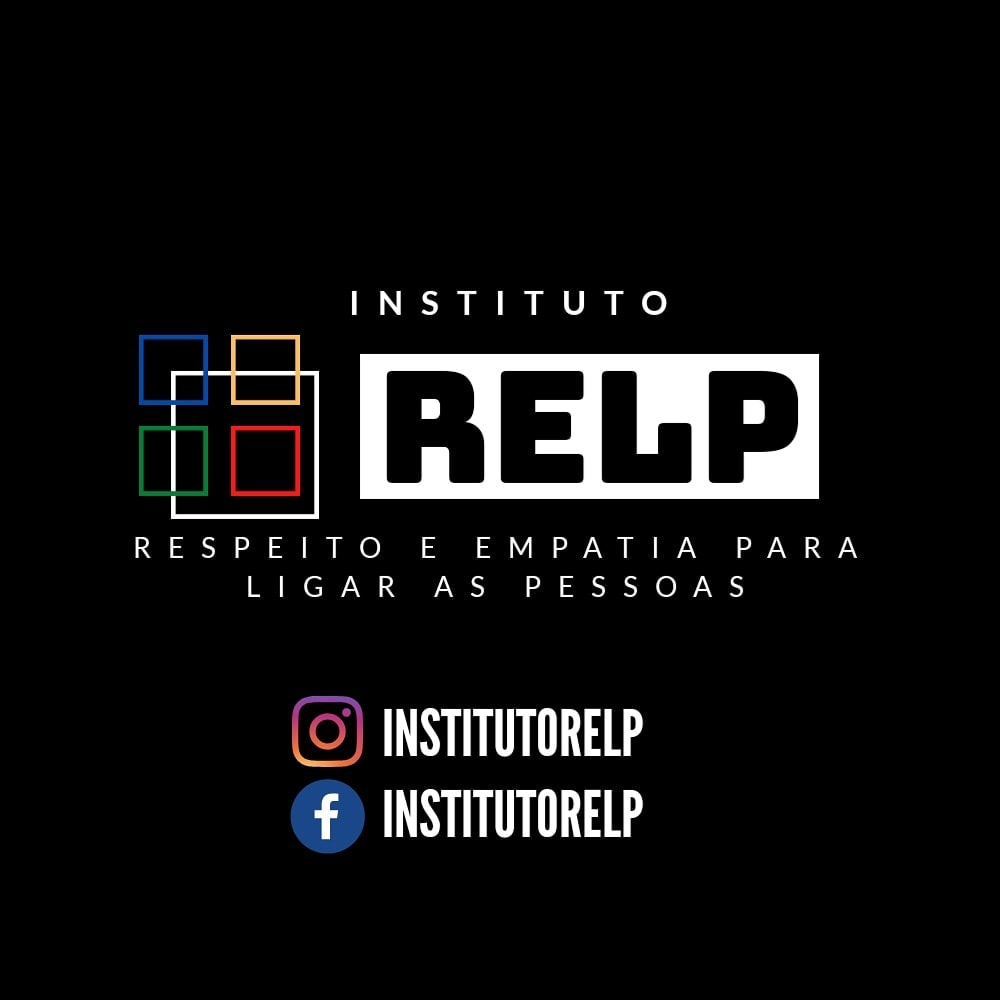 INSTITUTO
RELP
RESPEITO E EMPATIA PARA
LIGAR AS PESSOAS
INSTITUTORELP
INSTITUTORELP